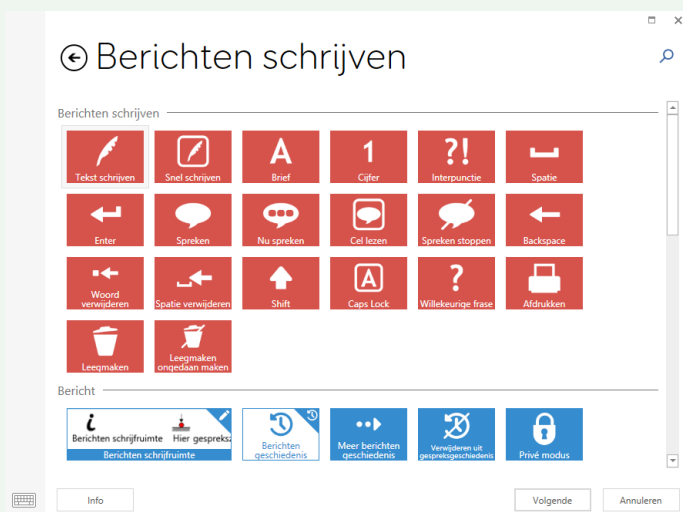 Berichten schrijven
Berichten schrijven
Tekst schrijven
Snel schrijven
A
Brief
1
Cijfer
?!
Interpunctie
Spatie
Enter
Spreken
Nu spreken
Cel lezen
Spreken stoppen
Backspace
Woord
verwijderen
Spatie verwijderen
Shift
A
Caps Lock
?
Willekeurige frase
Afdrukken
Leegmaken
Leegmaken
ongedaan maken
Bericht
i
Berichten schrijfruimte Hier gespreks
Berichten schrijfruimte
Berichten
geschiedenis
Meer berichten
geschiedenis
Verwijderen uit
gespreksgeschiedenis
Privé modus
Info
Volgende
Annuleren